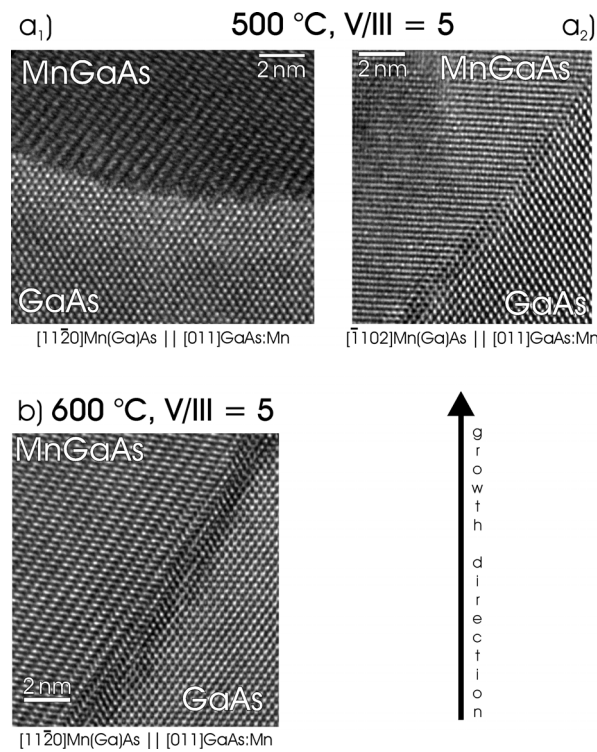 a₁) 500 °C, V/III = 5 a₂)
MnGaAs 2 nm
GaAs
[112̅0]Mn(Ga)As || [011]GaAs:Mn
2 nm MnGaAs
GaAs
[1̅102]Mn(Ga)As || [011]GaAs:Mn
b) 600 °C, V/III = 5
MnGaAs
2 nm
GaAs
[112̅0]Mn(Ga)As || [011]GaAs:Mn
growth direction